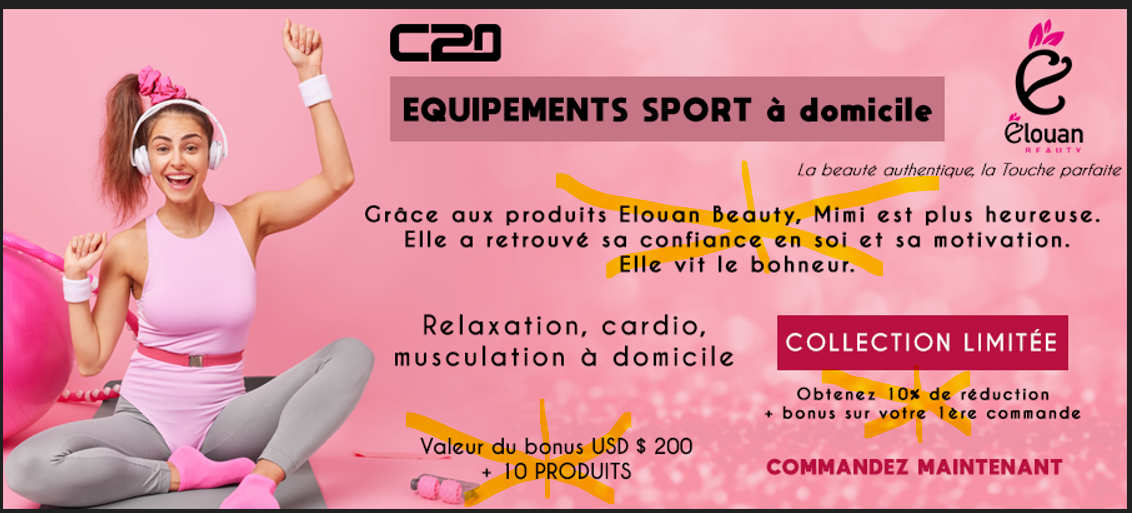 C20
EQUIPEMENTS SPORT à domicile
élouan
BEAUTY
La beauté authentique, la Touche parfaite
Grâce aux produits Elouan Beauty, Mimi est plus heureuse.
Elle a retrouvé sa confiance en soi et sa motivation.
Elle vit le bohneur.
Relaxation, cardio,
musculation à domicile
COLLECTION LIMITÉE
Obtenez 10% de réduction
+ bonus sur votre 1ère commande
Valeur du bonus USD $ 200
+ 10 PRODUITS
COMMANDEZ MAINTENANT